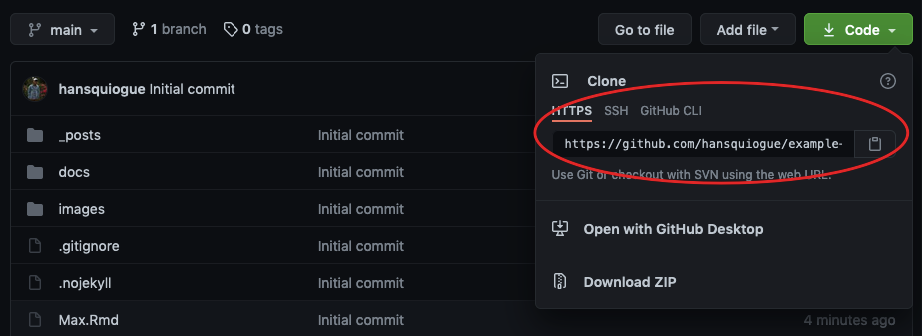 main
1 branch
0 tags
Go to file
Add file
Code
hansquiogue Initial commit
_posts Initial commit
docs Initial commit
images Initial commit
.gitignore Initial commit
.nojekyll Initial commit
Max.Rmd Initial commit
4 minutes ago
Clone
HTTPS SSH GitHub CLI
https://github.com/hansquiogue/example-
Use Git or checkout with SVN using the web URL.
Open with GitHub Desktop
Download ZIP